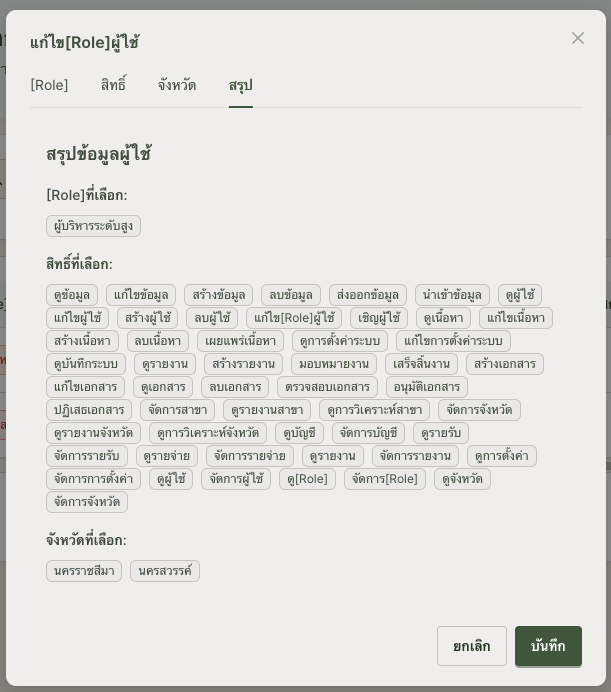 แก้ไข[Role]ผู้ใช้
[Role] สิทธิ์ จังหวัด สรุป
สรุปข้อมูลผู้ใช้
[Role]ที่เลือก:
ผู้บริหารระดับสูง
สิทธิ์ที่เลือก:
ดูข้อมูล แก้ไขข้อมูล สร้างข้อมูล ลบข้อมูล ส่งออกข้อมูล นำเข้าข้อมูล ดูผู้ใช้
แก้ไขผู้ใช้ สร้างผู้ใช้ ลบผู้ใช้ แก้ไข[Role]ผู้ใช้ เชิญผู้ใช้ ดูเนื้อหา แก้ไขเนื้อหา
สร้างเนื้อหา ลบเนื้อหา เผยแพร่เนื้อหา ดูการตั้งค่าระบบ แก้ไขการตั้งค่าระบบ
ดูบันทึกระบบ ดูรายงาน สร้างรายงาน มอบหมายงาน เสร็จสิ้นงาน สร้างเอกสาร
แก้ไขเอกสาร ดูเอกสาร ลบเอกสาร ตรวจสอบเอกสาร อนุมัติเอกสาร
ปฏิเสธเอกสาร จัดการสาขา ดูรายงานสาขา ดูการวิเคราะห์สาขา จัดการจังหวัด
ดูรายงานจังหวัด ดูการวิเคราะห์จังหวัด ดูบัญชี จัดการบัญชี ดูรายรับ
จัดการรายรับ ดูรายจ่าย จัดการรายจ่าย ดูรายงาน จัดการรายงาน ดูการตั้งค่า
จัดการการตั้งค่า ดูผู้ใช้ จัดการผู้ใช้ ดู[Role] จัดการ[Role] ดูจังหวัด
จัดการจังหวัด
จังหวัดที่เลือก:
นครราชสีมา นครสวรรค์
ยกเลิก บันทึก